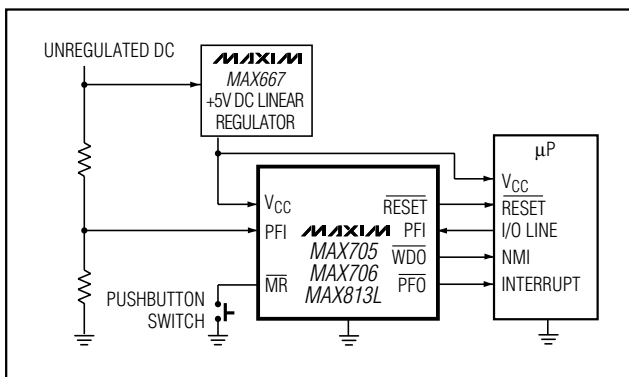 UNREGULATED DC
MAXIM
MAX667
+5V DC LINEAR
REGULATOR
μP
VCC
RESET
I/O LINE
NMI
INTERRUPT
VCC
PFI
MR
MAXIM
MAX705
MAX706
MAX813L
RESET
PFI
WDO
PFO
PUSHBUTTON
SWITCH